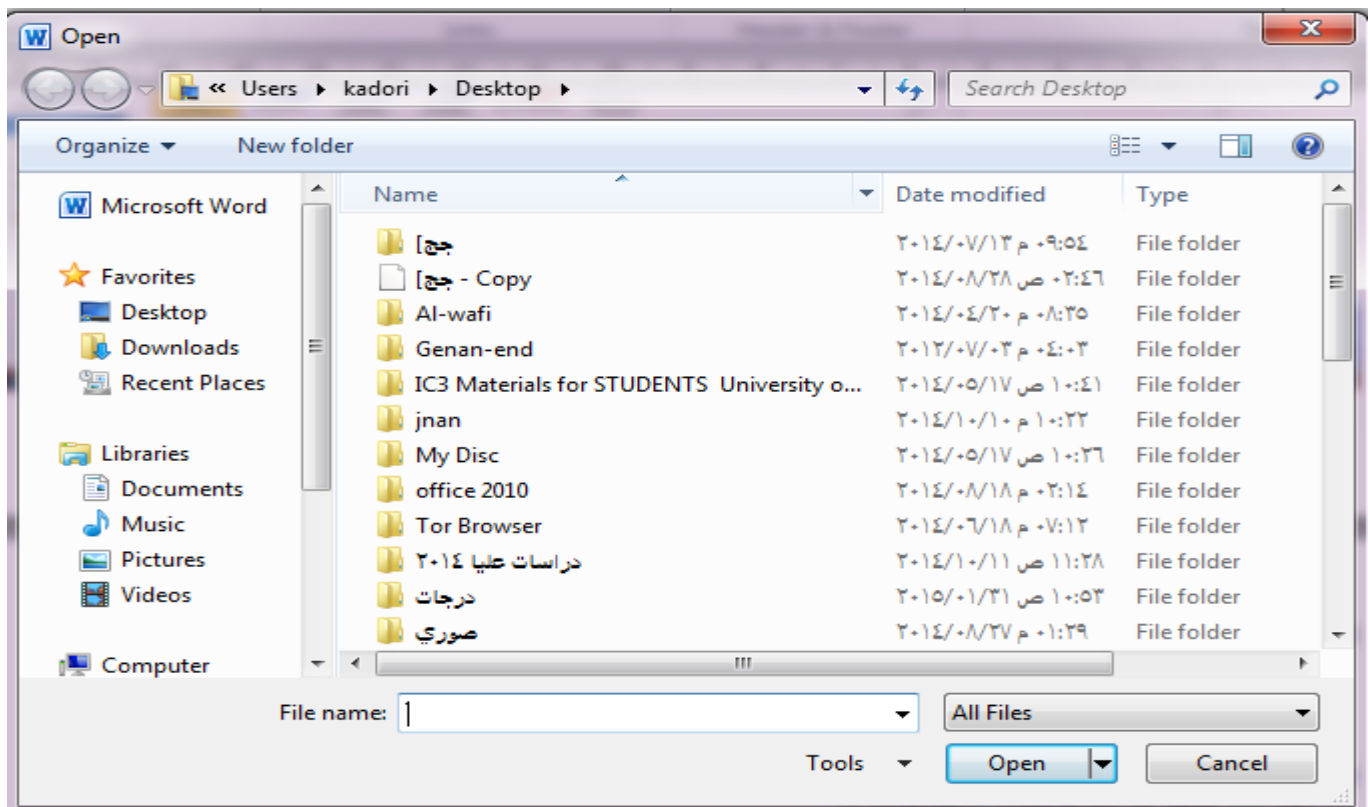 Open
« Users ▸ kadori ▸ Desktop ▸ Search Desktop
Organize ▾ New folder
Microsoft Word
Favorites
Desktop
Downloads
Recent Places
Libraries
Documents
Music
Pictures
Videos
Computer
Name Date modified Type
جج] ٢٠١٤/٠٧/١٣ م ٠٩:٥٤ File folder
جج] - Copy ٢٠١٤/٠٨/٢٨ ص ٠٢:٤٦ File folder
Al-wafi ٢٠١٤/٠٤/٢٠ م ٠٨:٢٥ File folder
Genan-end ٢٠١٢/٠٧/٠٣ م ٠٤:٠٣ File folder
IC3 Materials for STUDENTS University o... ٢٠١٤/٠٥/١٧ ص ١٠:٤١ File folder
jnan ٢٠١٤/١٠/١٠ م ١٠:٢٢ File folder
My Disc ٢٠١٤/٠٥/١٧ ص ١٠:٢٦ File folder
office 2010 ٢٠١٤/٠٨/١٨ م ٠٢:١٤ File folder
Tor Browser ٢٠١٤/٠٦/١٨ م ٠٧:١٢ File folder
دراسات عليا ٢٠١٤ ٢٠١٤/١٠/١١ ص ١١:٢٨ File folder
درجات ٢٠١٥/٠١/٣١ ص ١٠:٥٣ File folder
صوري ٢٠١٤/٠٨/٢٧ م ٠١:٢٩ File folder
File name: All Files
Tools Open Cancel